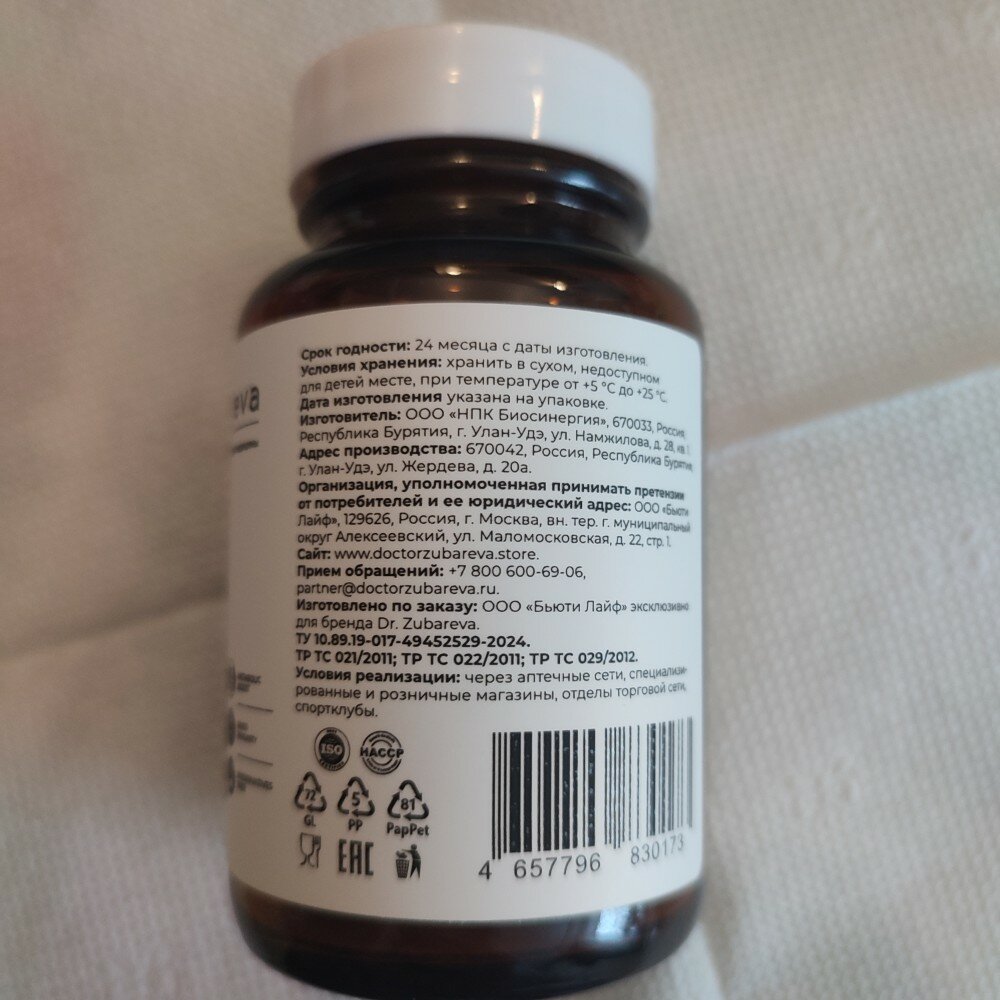 Срок годности: 24 месяца с даты изготовления.
Условия хранения: хранить в сухом, недоступном
для детей месте, при температуре от +5 °C до +25 °C.
Дата изготовления указана на упаковке.
Изготовитель: ООО «НПК Биосинергия», 670033, Россия,
Республика Бурятия, г. Улан-Удэ, ул. Намжилова, д. 28, кв. 1.
Адрес производства: 670042, Россия, Республика Бурятия,
г. Улан-Удэ, ул. Жердева, д. 20а.
Организация, уполномоченная принимать претензии
от потребителей и ее юридический адрес: ООО «Бьюти
Лайф», 129626, Россия, г. Москва, вн. тер. г. муниципальный
округ Алексеевский, ул. Маломосковская, д. 22, стр. 1.
Сайт: www.doctorzubareva.store.
Прием обращений: +7 800 600-69-06,
partner@doctorzubareva.ru.
Изготовлено по заказу: ООО «Бьюти Лайф» эксклюзивно
для бренда Dr. Zubareva.
ТУ 10.89.19-017-49452529-2024.
ТР ТС 021/2011; ТР ТС 022/2011; ТР ТС 029/2012.
Условия реализации: через аптечные сети, специализи-
рованные и розничные магазины, отделы торговой сети,
спортклубы.
eva
ISO
HACCP
72
GL
5
PP
81
PapPet
EAC
4 657796 830173